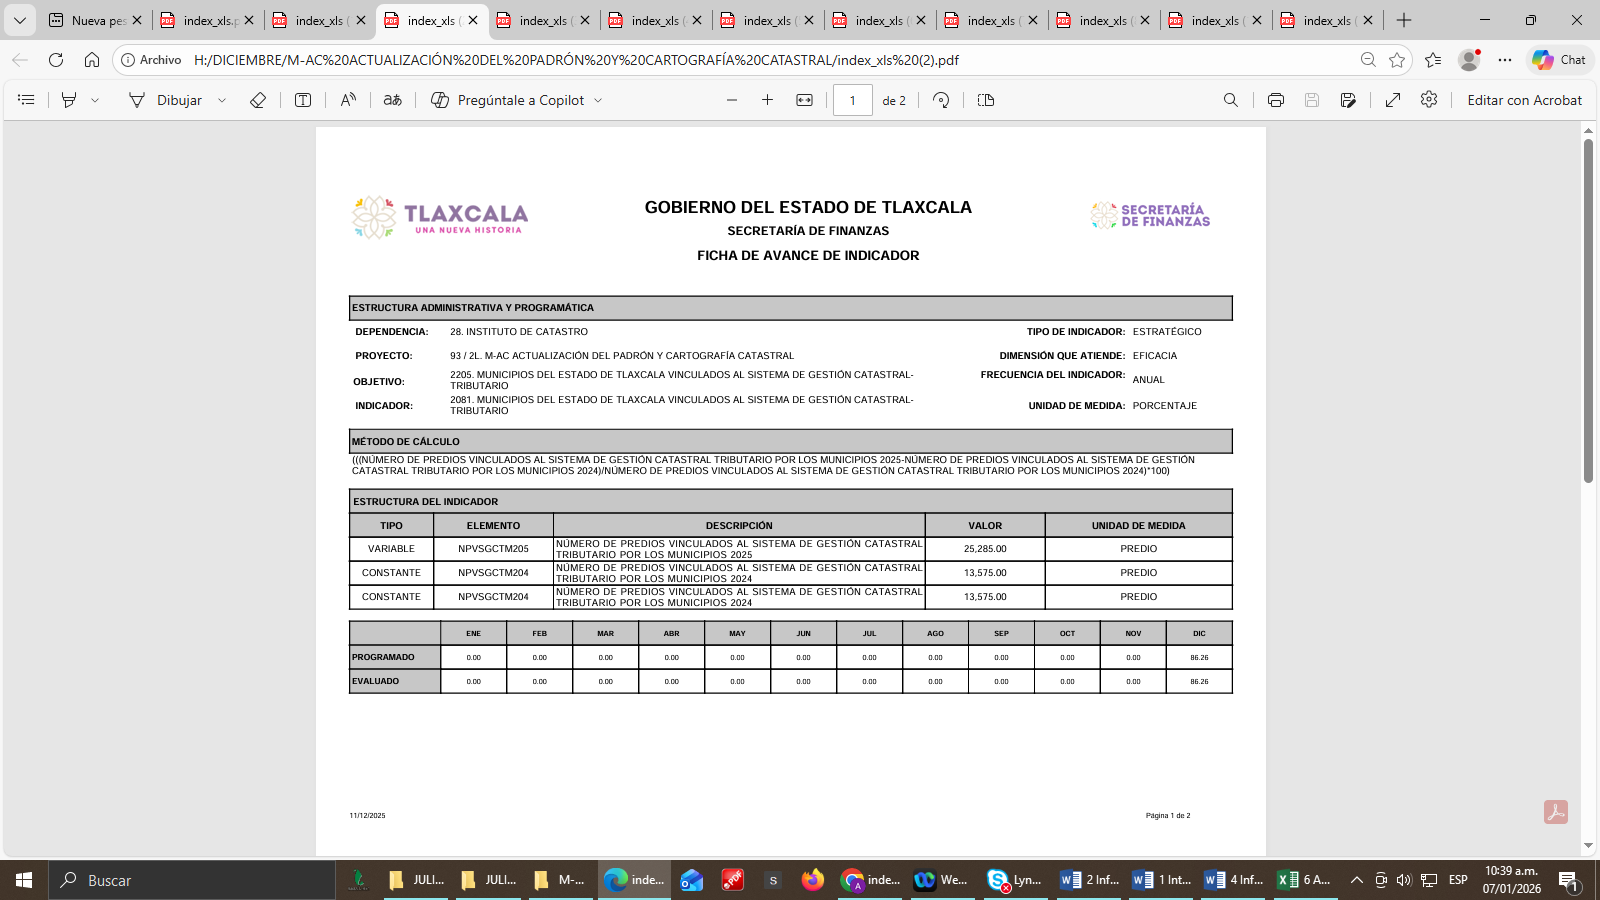 Nueva pes
index_xls.p
index_xls (
index_xls (
index_xls (
index_xls (
index_xls (
index_xls (
index_xls (
index_xls (
index_xls (
index_xls (
Archivo
H:/DICIEMBRE/M-AC%20ACTUALIZACIÓN%20DEL%20PADRÓN%20Y%20CARTOGRAFÍA%20CATASTRAL/index_xls%20(2).pdf
Chat
Dibujar
Pregúntale a Copilot
1
de 2
Editar con Acrobat
TLAXCALA
UNA NUEVA HISTORIA
GOBIERNO DEL ESTADO DE TLAXCALA
SECRETARÍA DE FINANZAS
FICHA DE AVANCE DE INDICADOR
SECRETARÍA
DE FINANZAS
ESTRUCTURA ADMINISTRATIVA Y PROGRAMÁTICA
DEPENDENCIA: 28. INSTITUTO DE CATASTRO TIPO DE INDICADOR: ESTRATÉGICO
PROYECTO: 93 / 2L. M-AC ACTUALIZACIÓN DEL PADRÓN Y CARTOGRAFÍA CATASTRAL DIMENSIÓN QUE ATIENDE: EFICACIA
OBJETIVO: 2205. MUNICIPIOS DEL ESTADO DE TLAXCALA VINCULADOS AL SISTEMA DE GESTIÓN CATASTRAL-
TRIBUTARIO
FRECUENCIA DEL INDICADOR: ANUAL
INDICADOR: 2081. MUNICIPIOS DEL ESTADO DE TLAXCALA VINCULADOS AL SISTEMA DE GESTIÓN CATASTRAL-
TRIBUTARIO
UNIDAD DE MEDIDA: PORCENTAJE
MÉTODO DE CÁLCULO
(((NÚMERO DE PREDIOS VINCULADOS AL SISTEMA DE GESTIÓN CATASTRAL TRIBUTARIO POR LOS MUNICIPIOS 2025-NÚMERO DE PREDIOS VINCULADOS AL SISTEMA DE GESTIÓN
CATASTRAL TRIBUTARIO POR LOS MUNICIPIOS 2024)/NÚMERO DE PREDIOS VINCULADOS AL SISTEMA DE GESTIÓN CATASTRAL TRIBUTARIO POR LOS MUNICIPIOS 2024)*100)
ESTRUCTURA DEL INDICADOR
TIPO ELEMENTO DESCRIPCIÓN VALOR UNIDAD DE MEDIDA
VARIABLE NPVSGCTM205 NÚMERO DE PREDIOS VINCULADOS AL SISTEMA DE GESTIÓN CATASTRAL
TRIBUTARIO POR LOS MUNICIPIOS 2025 25,285.00 PREDIO
CONSTANTE NPVSGCTM204 NÚMERO DE PREDIOS VINCULADOS AL SISTEMA DE GESTIÓN CATASTRAL
TRIBUTARIO POR LOS MUNICIPIOS 2024 13,575.00 PREDIO
CONSTANTE NPVSGCTM204 NÚMERO DE PREDIOS VINCULADOS AL SISTEMA DE GESTIÓN CATASTRAL
TRIBUTARIO POR LOS MUNICIPIOS 2024 13,575.00 PREDIO
ENE FEB MAR ABR MAY JUN JUL AGO SEP OCT NOV DIC
PROGRAMADO 0.00 0.00 0.00 0.00 0.00 0.00 0.00 0.00 0.00 0.00 0.00 86.26
EVALUADO 0.00 0.00 0.00 0.00 0.00 0.00 0.00 0.00 0.00 0.00 0.00 86.26
11/12/2025
Página 1 de 2
Buscar
JULI...
JULI...
M-...
inde...
inde...
We...
Lyn...
2 Inf...
1 Int...
4 Inf...
6 A...
ESP
10:39 a.m.
07/01/2026
1